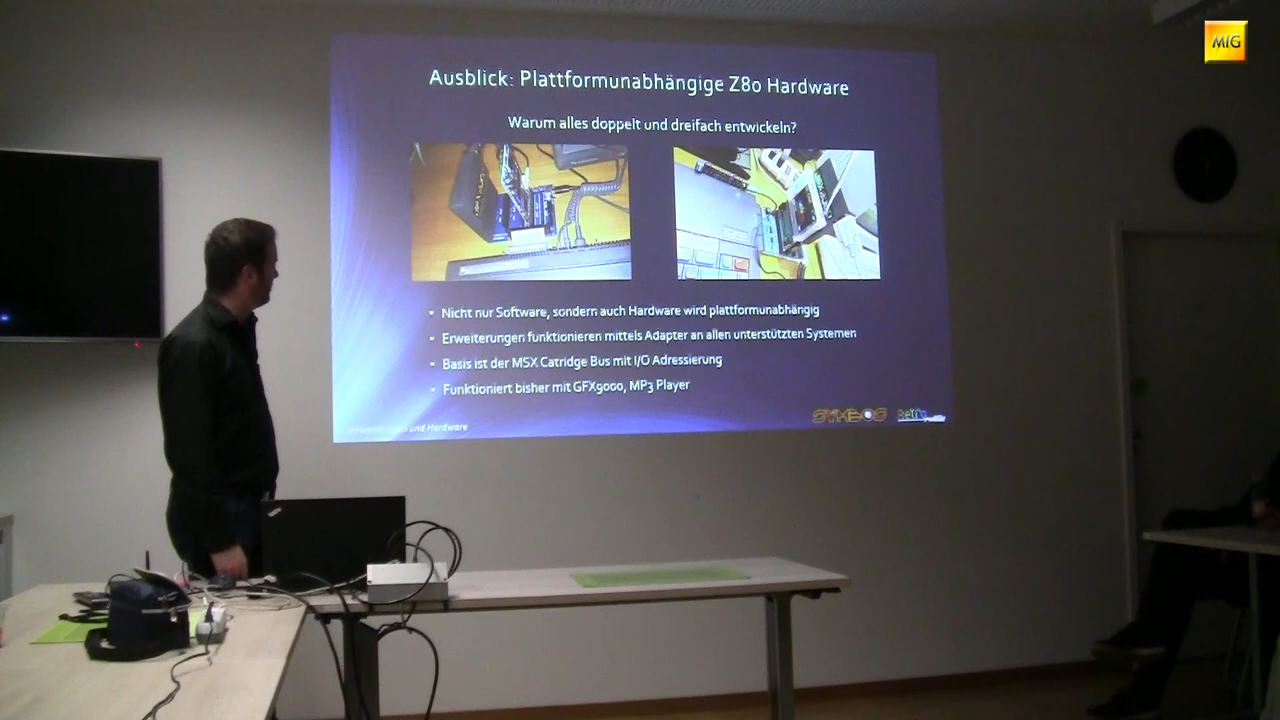 MIG
Ausblick: Plattformunabhängige Z80 Hardware
Warum alles doppelt und dreifach entwickeln?
• Nicht nur Software, sondern auch Hardware wird plattformunabhängig
• Erweiterungen funktionieren mittels Adapter an allen unterstützten Systemen
• Basis ist der MSX Catridge Bus mit I/O Adressierung
• Funktioniert bisher mit GFX9000, MP3 Player
SYMBOS
und Hardware